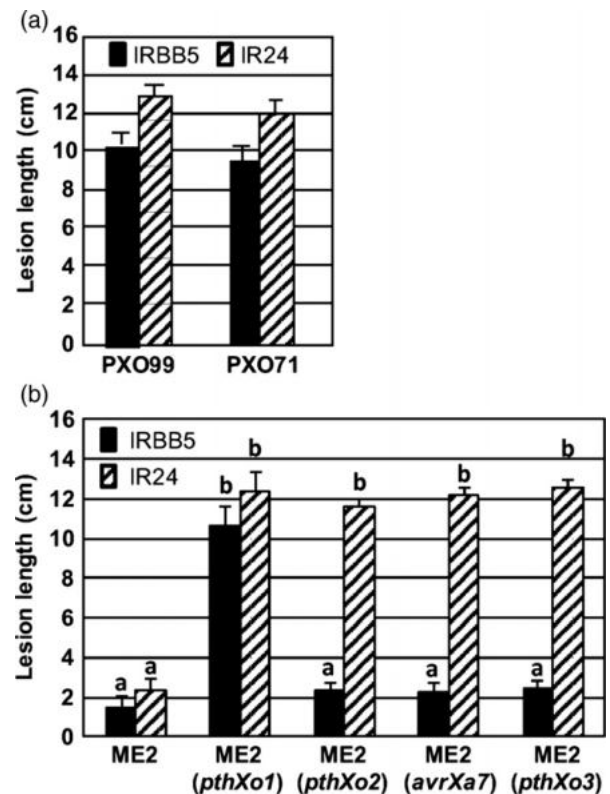 (a)
16
14
12
10
8
6
4
2
0
Lesion length (cm)
IRBB5 IR24
PXO99 PXO71
(b)
16
14
12
10
8
6
4
2
0
Lesion length (cm)
IRBB5
IR24
a a b b a b a b a b
ME2 ME2 ME2 ME2 ME2
(pthXo1) (pthXo2) (avrXa7) (pthXo3)